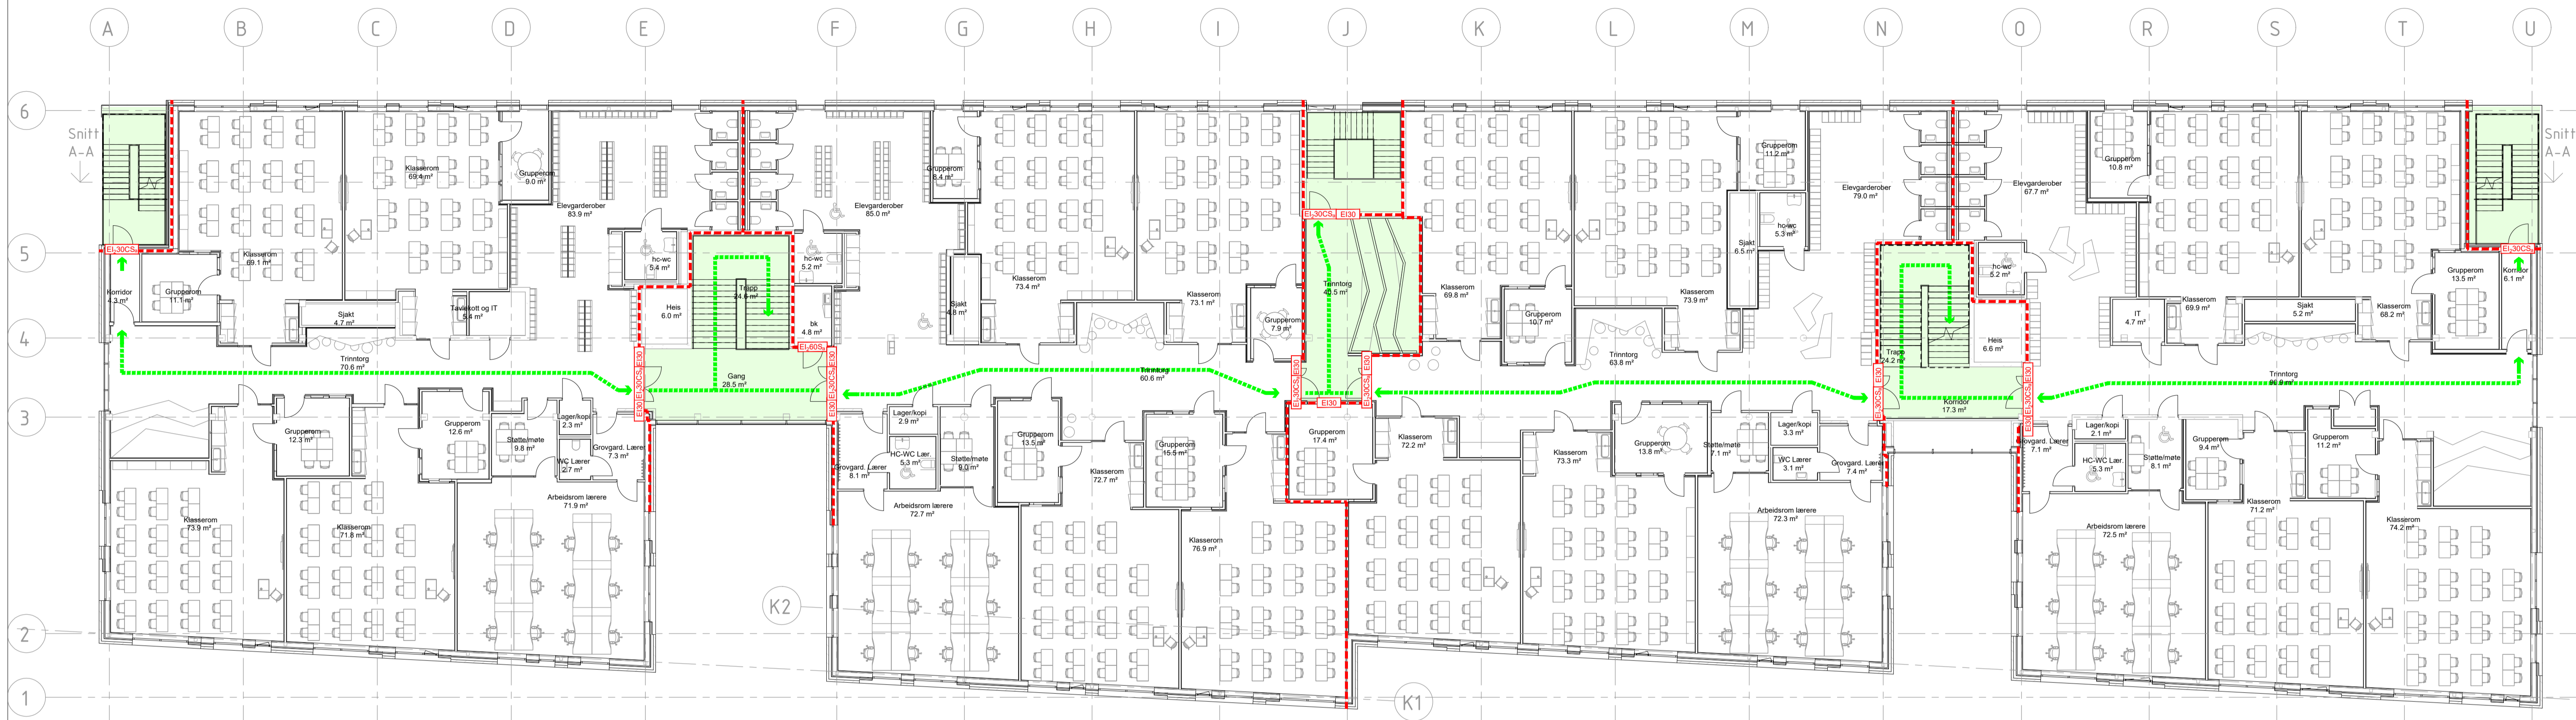 A B C D E F G H I J K L M N O R S T U
6
Snitt
A-A
5
4
3
2
1
Snitt
A-A
K2
K1
Klasserom
69.1 m²
Klasserom
69.4 m²
Grupperom
9.0 m²
Elevgarderober
83.9 m²
Elevgarderober
85.0 m²
Grupperom
8.4 m²
Klasserom
73.4 m²
Klasserom
73.1 m²
Grupperom
7.9 m²
Trinntorg
40.5 m²
Klasserom
69.8 m²
Grupperom
10.7 m²
Klasserom
73.9 m²
Grupperom
11.2 m²
Sjakt
6.5 m²
hc-wc
5.3 m²
Elevgarderober
79.0 m²
Elevgarderober
67.7 m²
Grupperom
10.8 m²
hc-wc
5.2 m²
IT
4.7 m²
Klasserom
69.9 m²
Sjakt
5.2 m²
Klasserom
68.2 m²
Grupperom
13.5 m²
Korridor
6.1 m²
EI₂30CSₐ
EI₂30CSₐ EI30
EI₂30CSₐ
Korridor
4.3 m²
Grupperom
11.1 m²
Sjakt
4.7 m²
Tavlekott og IT
5.4 m²
hc-wc
5.4 m²
Heis
6.0 m²
Trapp
24.6 m²
hc-wc
5.2 m²
bk
4.8 m²
EI₂60Sₐ
Sjakt
4.8 m²
Trapp
24.2 m²
Heis
6.6 m²
Trinntorg
70.6 m²
Gang
28.5 m²
Trinntorg
60.6 m²
Trinntorg
63.8 m²
Korridor
17.3 m²
Trinntorg
90.9 m²
EI30 EI₂30CSₐ EI30
EI30 EI₂30CSₐ EI30
EI30 EI₂30CSₐ
EI30
EI30 EI₂30CSₐ
EI30 EI₂30CSₐ
EI30 EI₂30CSₐ EI30
Grupperom
12.3 m²
Grupperom
12.6 m²
Støtte/møte
9.8 m²
Lager/kopi
2.3 m²
WC Lærer
2.7 m²
Grovgard. Lærer
7.3 m²
Grovgard. Lærer
8.1 m²
Lager/kopi
2.9 m²
HC-WC Lær.
5.3 m²
Støtte/møte
9.0 m²
Grupperom
13.5 m²
Klasserom
72.7 m²
Grupperom
15.5 m²
Grupperom
17.4 m²
Klasserom
72.2 m²
Klasserom
73.3 m²
Grupperom
13.8 m²
Støtte/møte
7.1 m²
Lager/kopi
3.3 m²
WC Lærer
3.1 m²
Grovgard. Lærer
7.4 m²
Grovgard. Lærer
7.1 m²
Lager/kopi
2.1 m²
HC-WC Lær.
5.3 m²
Støtte/møte
8.1 m²
Grupperom
9.4 m²
Grupperom
11.2 m²
Klasserom
73.9 m²
Klasserom
71.8 m²
Arbeidsrom lærere
71.9 m²
Arbeidsrom lærere
72.7 m²
Klasserom
76.9 m²
Arbeidsrom lærere
72.3 m²
Arbeidsrom lærere
72.5 m²
Klasserom
71.2 m²
Klasserom
74.2 m²